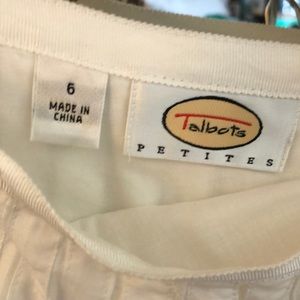 6
MADE IN
CHINA
Talbots
PETITES